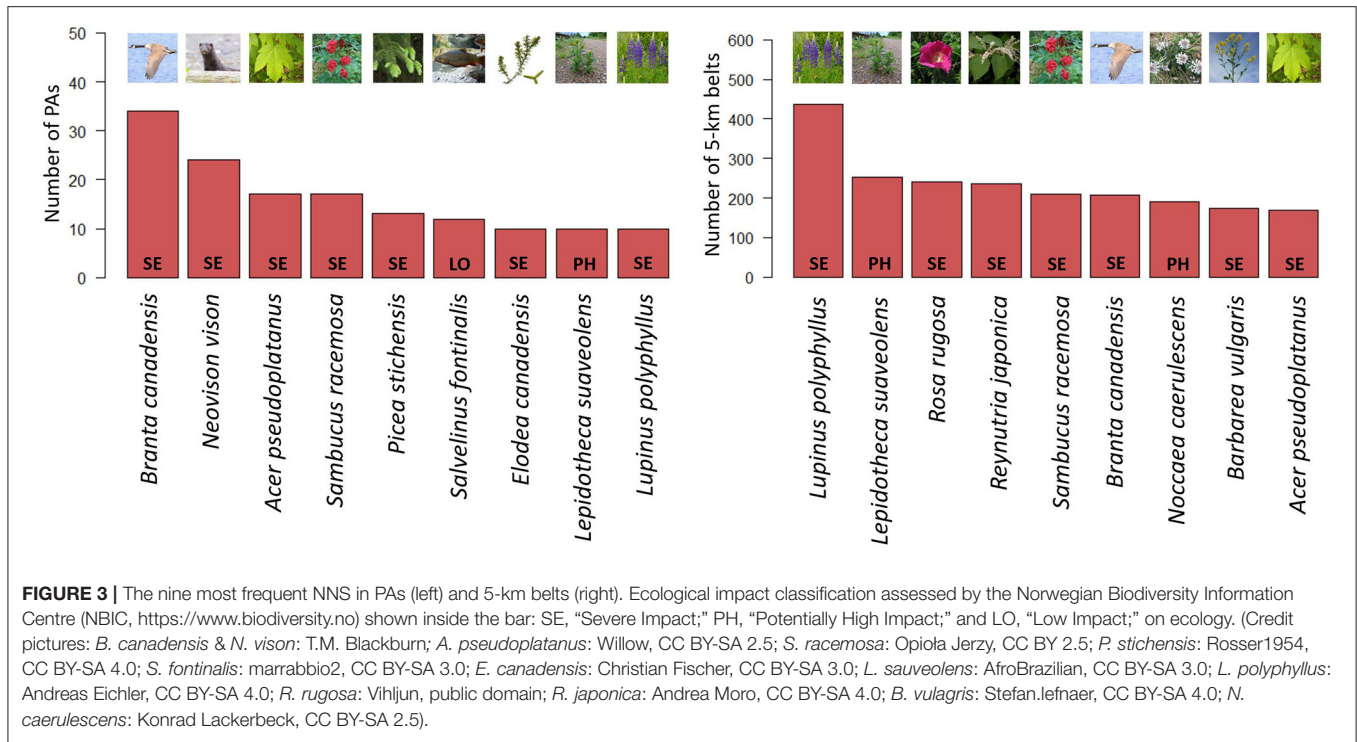 50
40
30
20
10
0
Number of PAs
SE
SE
SE
SE
SE
LO
SE
PH
SE
Branta canadensis
Neovison vison
Acer pseudoplatanus
Sambucus racemosa
Picea stichensis
Salvelinus fontinalis
Elodea canadensis
Lepidotheca suaveolens
Lupinus polyphyllus
600
500
400
300
200
100
0
Number of 5-km belts
SE
PH
SE
SE
SE
SE
PH
SE
SE
Lupinus polyphyllus
Lepidotheca suaveolens
Rosa rugosa
Reynutria japonica
Sambucus racemosa
Branta canadensis
Noccaea caerulescens
Barbarea vulgaris
Acer pseudoplatanus
FIGURE 3 | The nine most frequent NNS in PAs (left) and 5-km belts (right). Ecological impact classification assessed by the Norwegian Biodiversity Information
Centre (NBIC, https://www.biodiversity.no) shown inside the bar: SE, “Severe Impact;” PH, “Potentially High Impact;” and LO, “Low Impact;” on ecology. (Credit
pictures: B. canadensis & N. vison: T.M. Blackburn; A. pseudoplatanus: Willow, CC BY-SA 2.5; S. racemosa: Opioła Jerzy, CC BY 2.5; P. stichensis: Rosser1954,
CC BY-SA 4.0; S. fontinalis: marrabbio2, CC BY-SA 3.0; E. canadensis: Christian Fischer, CC BY-SA 3.0; L. sauveolens: AfroBrazilian, CC BY-SA 3.0; L. polyphyllus:
Andreas Eichler, CC BY-SA 4.0; R. rugosa: Vihljun, public domain; R. japonica: Andrea Moro, CC BY-SA 4.0; B. vulagris: Stefan.lefnaer, CC BY-SA 4.0; N.
caerulescens: Konrad Lackerbeck, CC BY-SA 2.5).